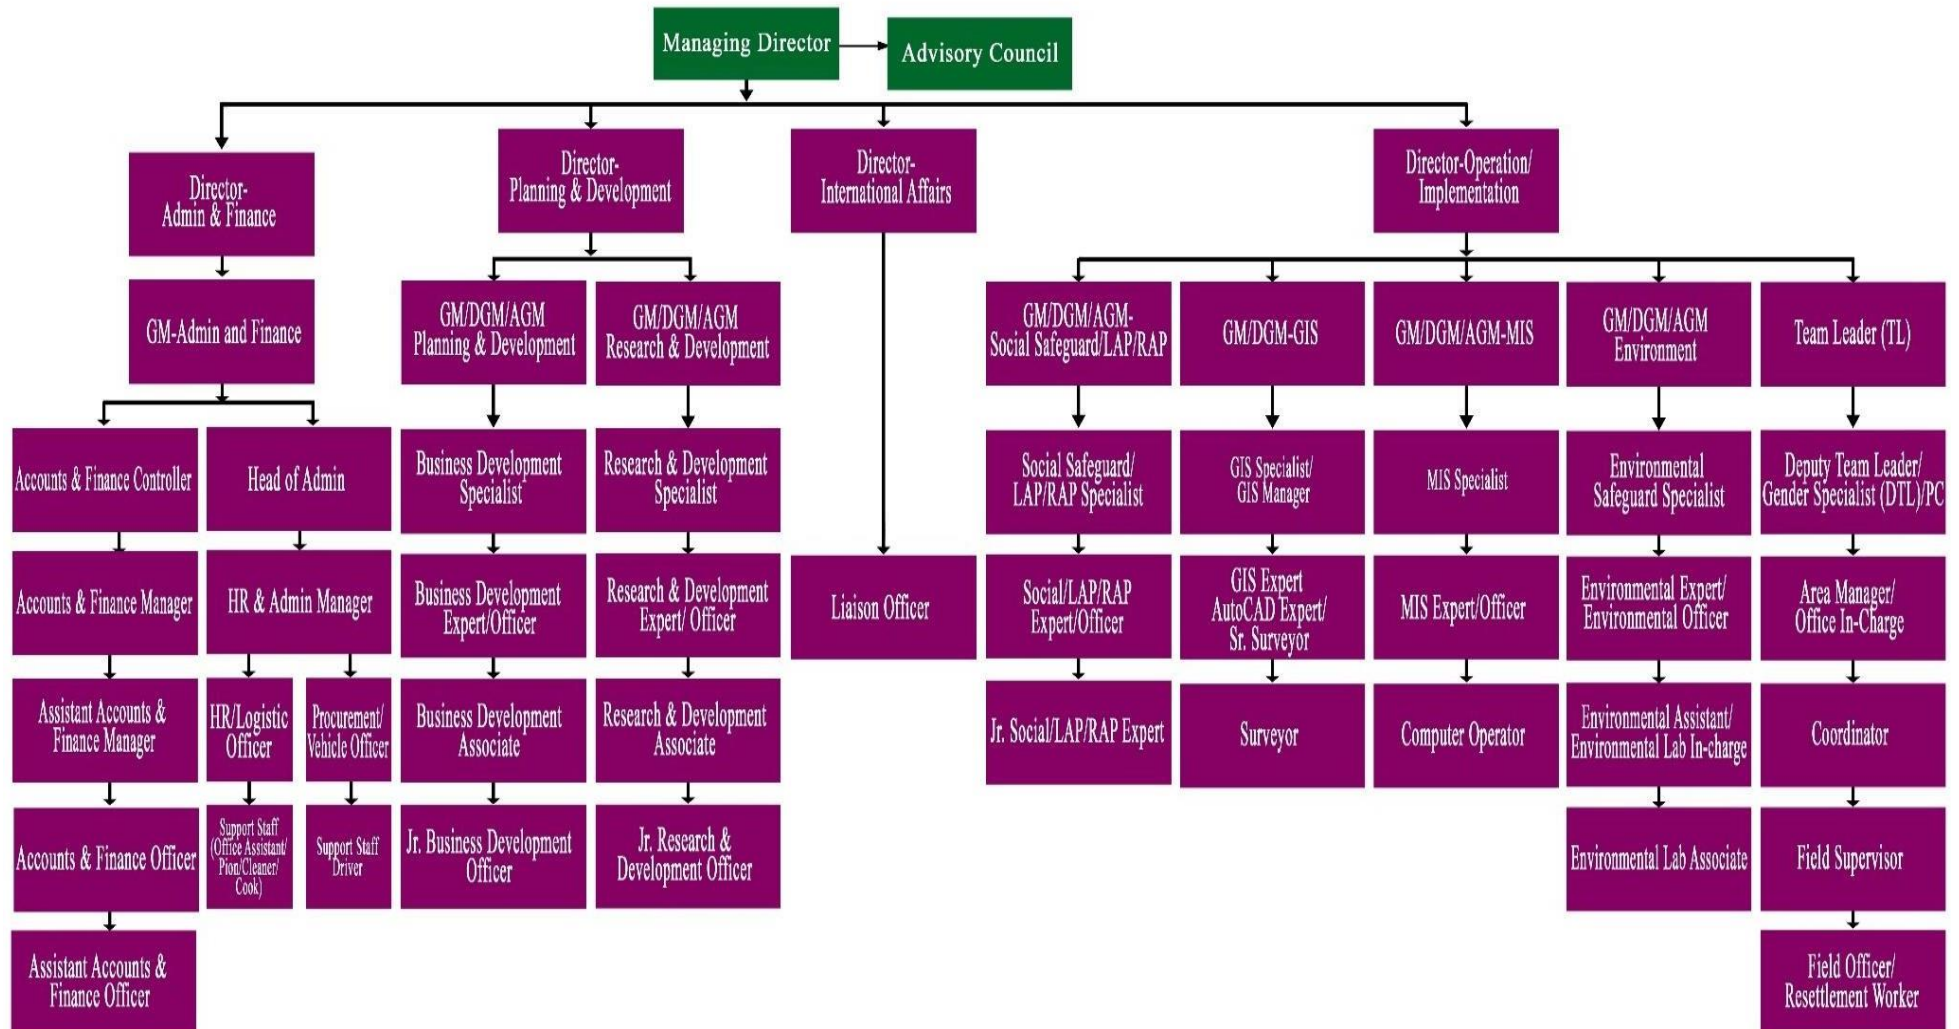 Managing Director
Advisory Council
Director-
Admin & Finance
Director-
Planning & Development
Director-
International Affairs
Director-Operation/
Implementation
GM-Admin and Finance
GM/DGM/AGM
Planning & Development
GM/DGM/AGM
Research & Development
GM/DGM/AGM-
Social Safeguard/LAP/RAP
GM/DGM-GIS
GM/DGM/AGM-MIS
GM/DGM/AGM
Environment
Team Leader (TL)
Accounts & Finance Controller
Head of Admin
Business Development
Specialist
Research & Development
Specialist
Social Safeguard/
LAP/RAP Specialist
GIS Specialist/
GIS Manager
MIS Specialist
Environmental
Safeguard Specialist
Deputy Team Leader/
Gender Specialist (DTL)/PC
Accounts & Finance Manager
HR & Admin Manager
Business Development
Expert/Officer
Research & Development
Expert/ Officer
Liaison Officer
Social/LAP/RAP
Expert/Officer
GIS Expert
AutoCAD Expert/
Sr. Surveyor
MIS Expert/Officer
Environmental Expert/
Environmental Officer
Area Manager/
Office In-Charge
Assistant Accounts &
Finance Manager
HR/Logistic
Officer
Procurement/
Vehicle Officer
Business Development
Associate
Research & Development
Associate
Jr. Social/LAP/RAP Expert
Surveyor
Computer Operator
Environmental Assistant/
Environmental Lab In-charge
Coordinator
Accounts & Finance Officer
Support Staff
(Office Assistant/
Pion/Cleaner/
Cook)
Support Staff
Driver
Jr. Business Development
Officer
Jr. Research &
Development Officer
Environmental Lab Associate
Field Supervisor
Assistant Accounts &
Finance Officer
Field Officer/
Resettlement Worker